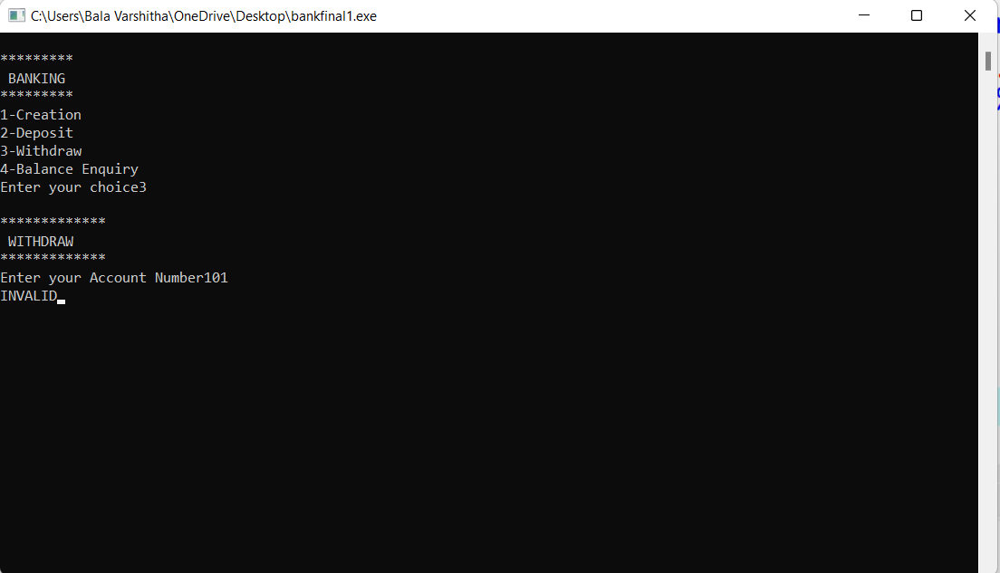 C:\Users\Bala Varshitha\OneDrive\Desktop\bankfinal1.exe
*********
 BANKING
*********
1-Creation
2-Deposit
3-Withdraw
4-Balance Enquiry
Enter your choice3
*************
 WITHDRAW
*************
Enter your Account Number101
INVALID